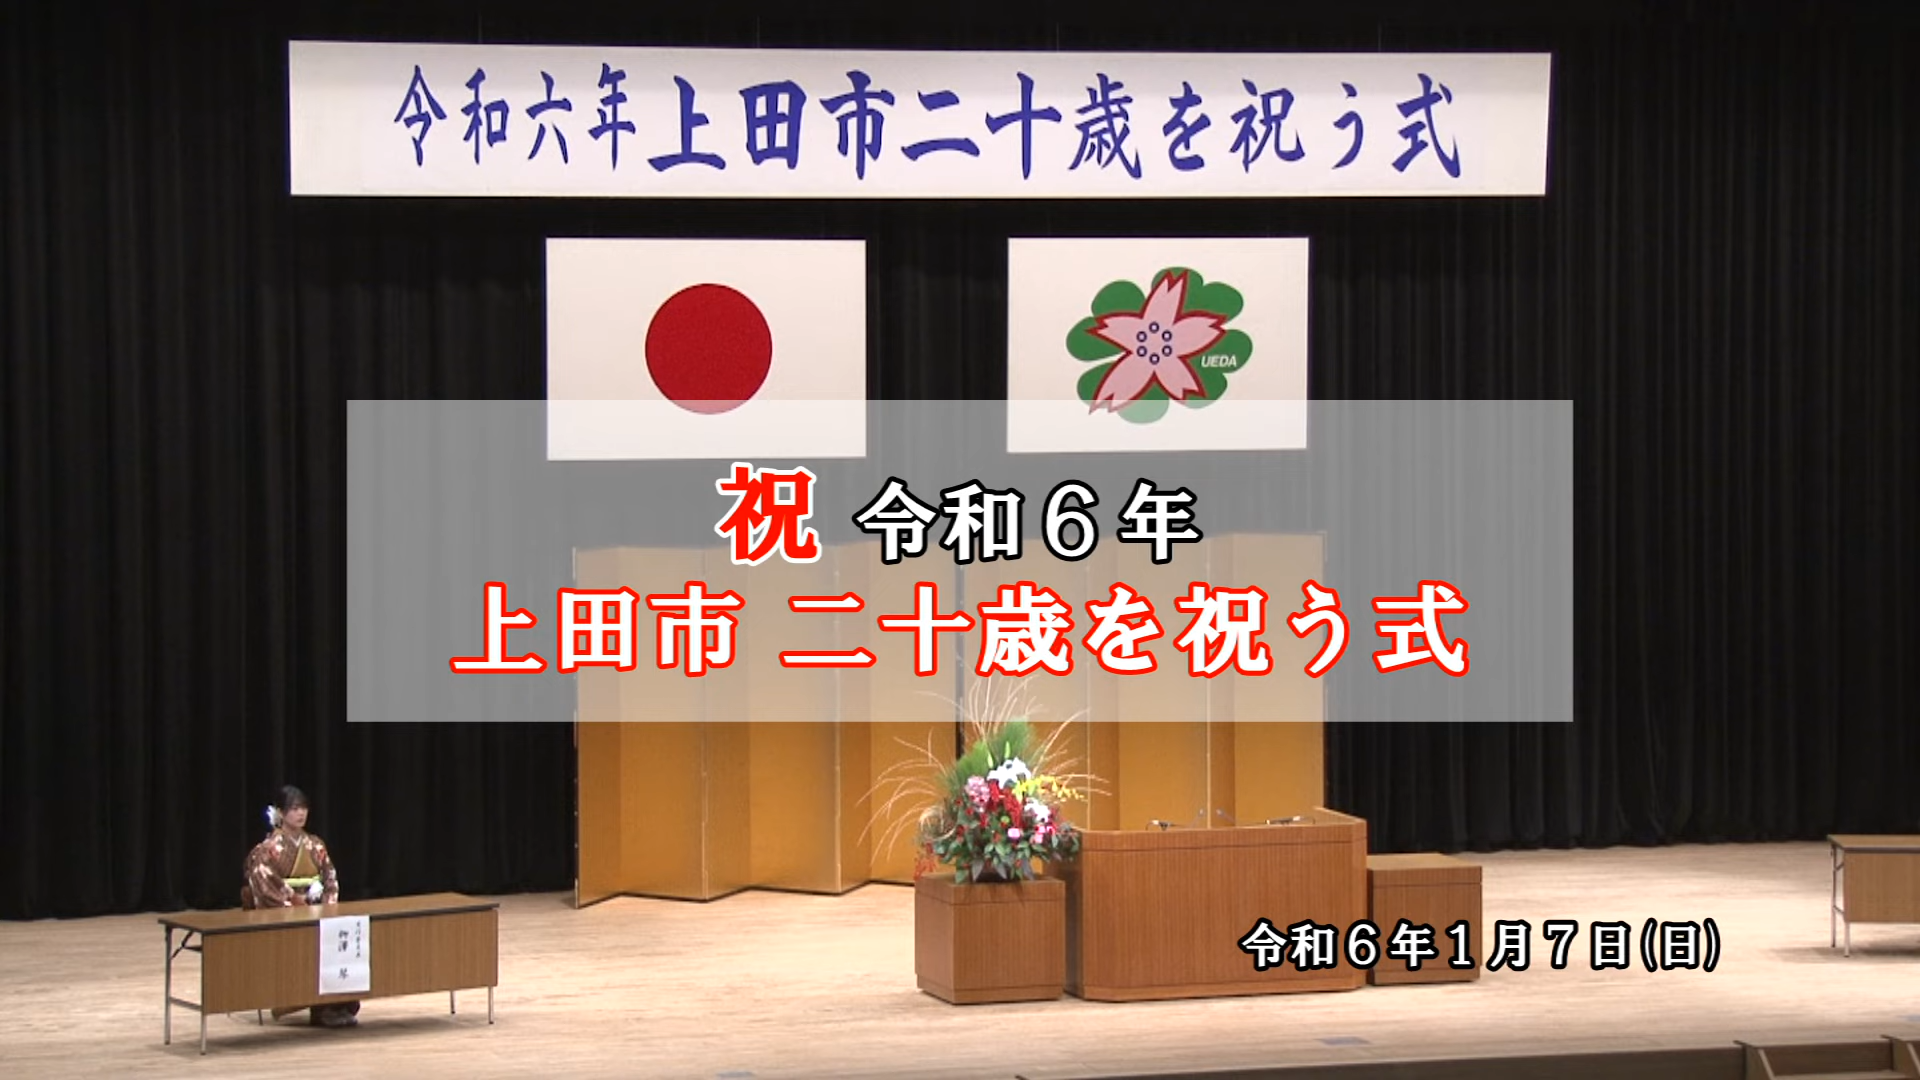 令和六年上田市二十歳を祝う式
UEDA
祝 令和６年
上田市 二十歳を祝う式
令和６年１月７日(日)